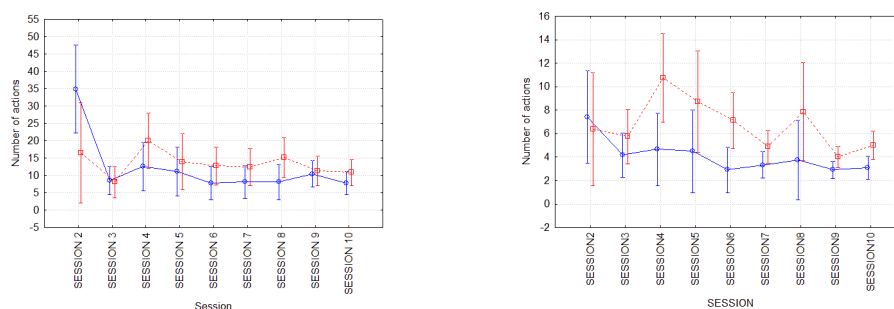 Number of actions
55
50
45
40
35
30
25
20
15
10
5
0
-5
SESSION 2
SESSION 3
SESSION 4
SESSION 5
SESSION 6
SESSION 7
SESSION 8
SESSION 9
SESSION 10
Session
Number of actions
16
14
12
10
8
6
4
2
0
-2
SESSION2
SESSION3
SESSION4
SESSION5
SESSION6
SESSION7
SESSION8
SESSION9
SESSION10
SESSION